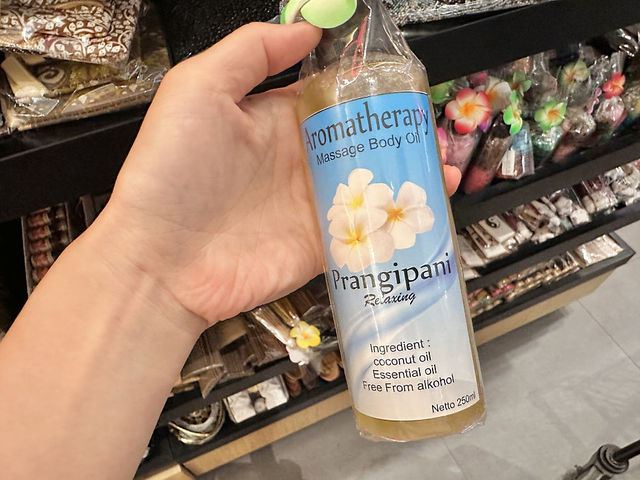 Aromatherapy
Massage Body Oil
Prangipani
Relaxing
Ingredient :
coconut oil
Essential oil
Free From alkohol
Netto 250ml